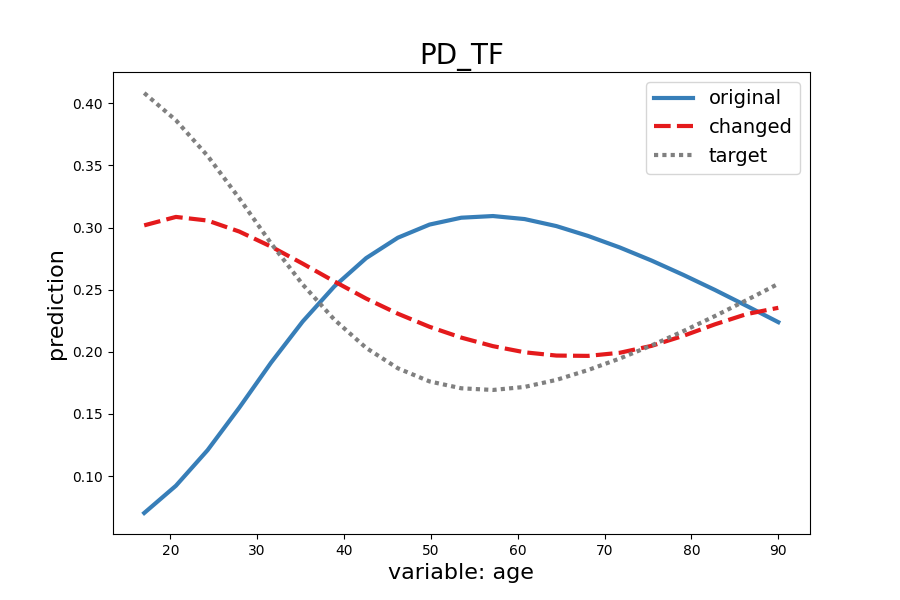 PD_TF
original
changed
target
prediction
0.40
0.35
0.30
0.25
0.20
0.15
0.10
20 30 40 50 60 70 80 90
variable: age